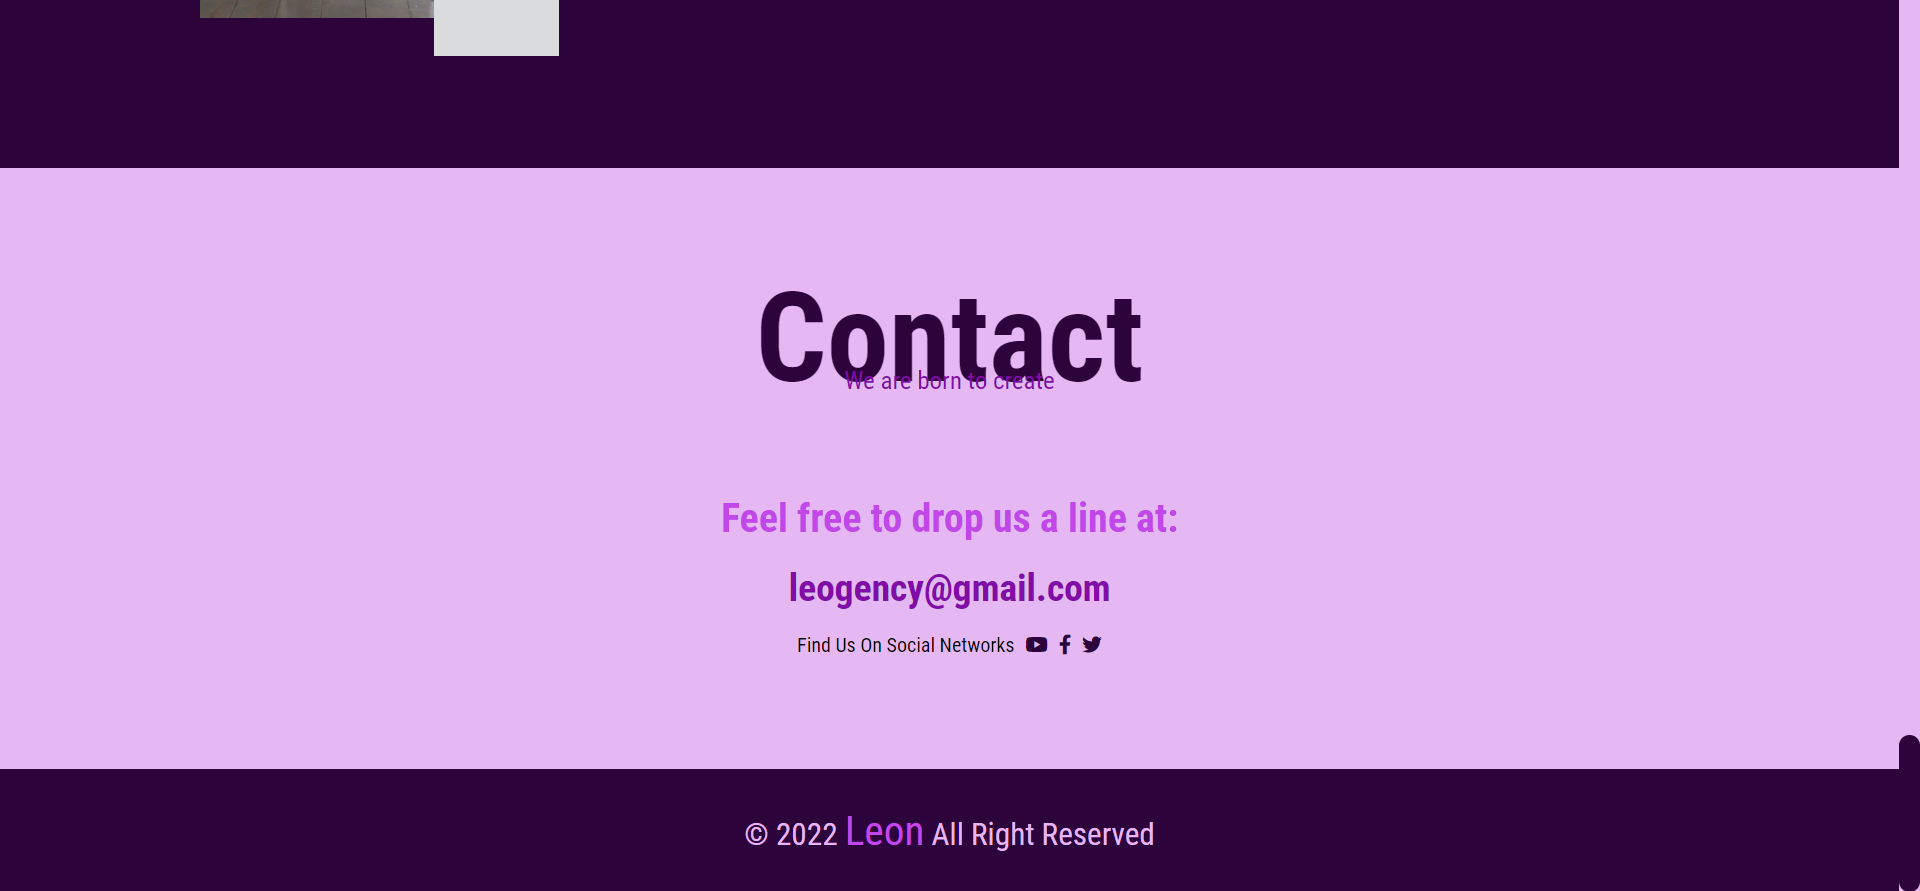 Contact
We are born to create
Feel free to drop us a line at:
leogency@gmail.com
Find Us On Social Networks
© 2022 Leon All Right Reserved